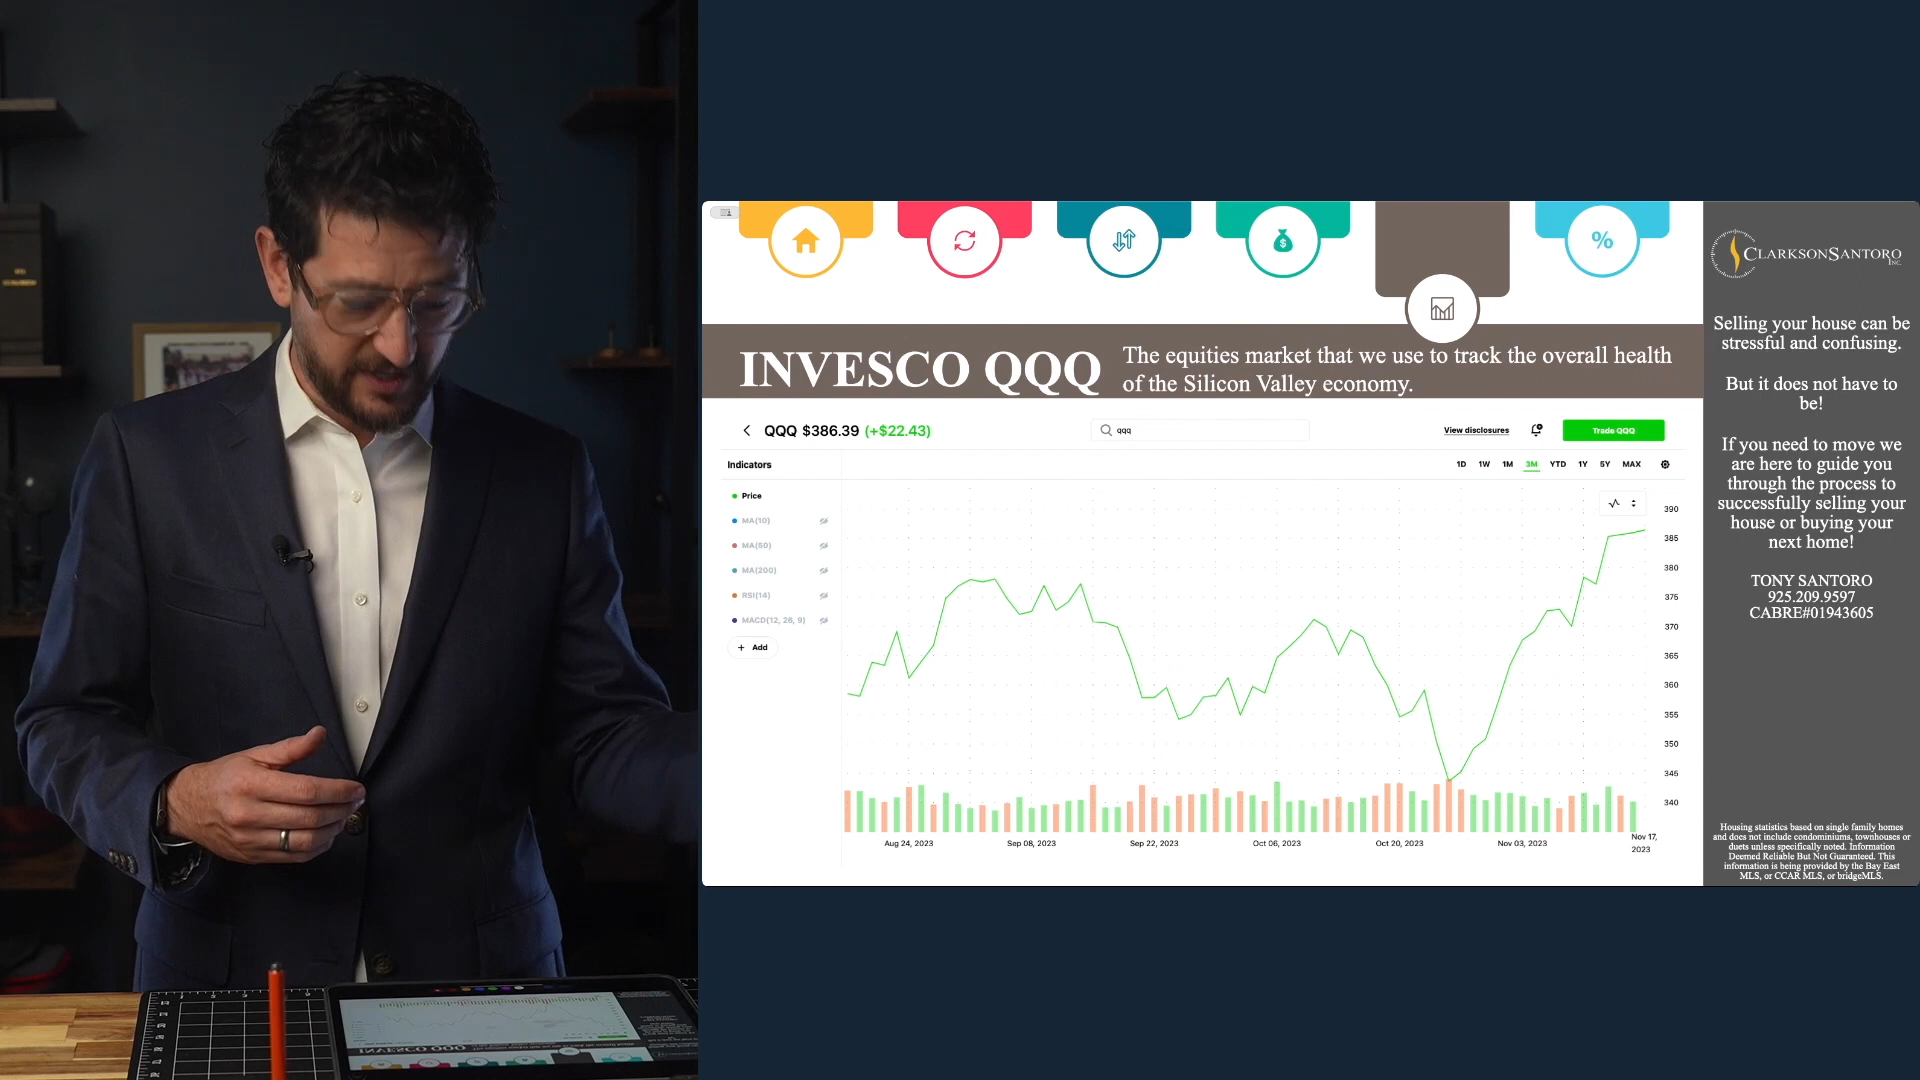 INVESCO QQQ
The equities market that we use to track the overall health
of the Silicon Valley economy.
QQQ $386.39 (+$22.43)
qqq
View disclosures
Trade QQQ
Indicators
1D 1W 1M 3M YTD 1Y 5Y MAX
Price
MA(10)
MA(50)
MA(200)
RSI(14)
MACD(12, 26, 9)
+ Add
390
385
380
375
370
365
360
355
350
345
340
Aug 24, 2023
Sep 08, 2023
Sep 22, 2023
Oct 06, 2023
Oct 20, 2023
Nov 03, 2023
Nov 17,
2023
CLARKSONSANTORO
INC.
Selling your house can be
stressful and confusing.
But it does not have to
be!
If you need to move we
are here to guide you
through the process to
successfully selling your
house or buying your
next home!
TONY SANTORO
925.209.9597
CABRE#01943605
Housing statistics based on single family homes
and does not include condominiums, townhouses or
duets unless specifically noted. Information
Deemed Reliable But Not Guaranteed. This
information is being provided by the Bay East
MLS, or CCAR MLS, or bridgeMLS.
%
$
INVESCO QQQ